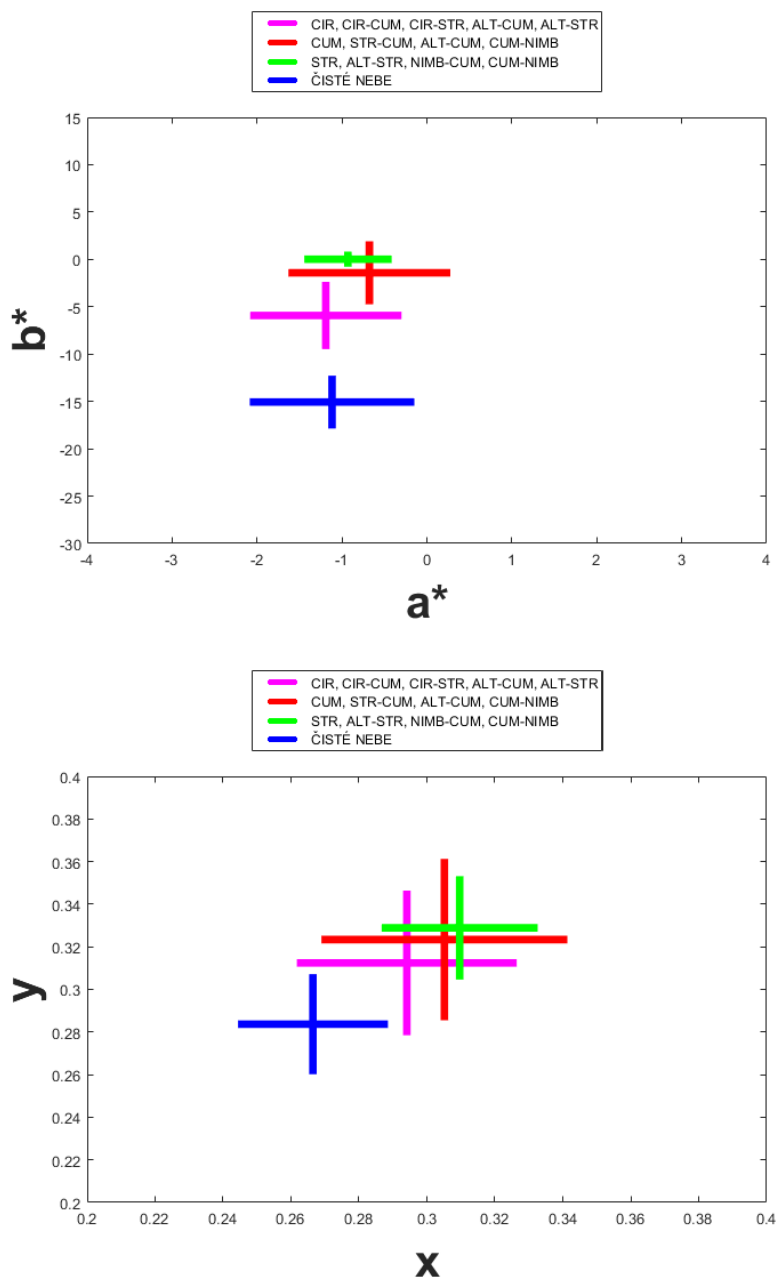 CIR, CIR-CUM, CIR-STR, ALT-CUM, ALT-STR
CUM, STR-CUM, ALT-CUM, CUM-NIMB
STR, ALT-STR, NIMB-CUM, CUM-NIMB
ČISTÉ NEBE
15
10
5
0
-5
-10
-15
-20
-25
-30
b*
-4 -3 -2 -1 0 1 2 3 4
a*
CIR, CIR-CUM, CIR-STR, ALT-CUM, ALT-STR
CUM, STR-CUM, ALT-CUM, CUM-NIMB
STR, ALT-STR, NIMB-CUM, CUM-NIMB
ČISTÉ NEBE
0.4
0.38
0.36
0.34
0.32
0.3
0.28
0.26
0.24
0.22
0.2
y
0.2 0.22 0.24 0.26 0.28 0.3 0.32 0.34 0.36 0.38 0.4
x